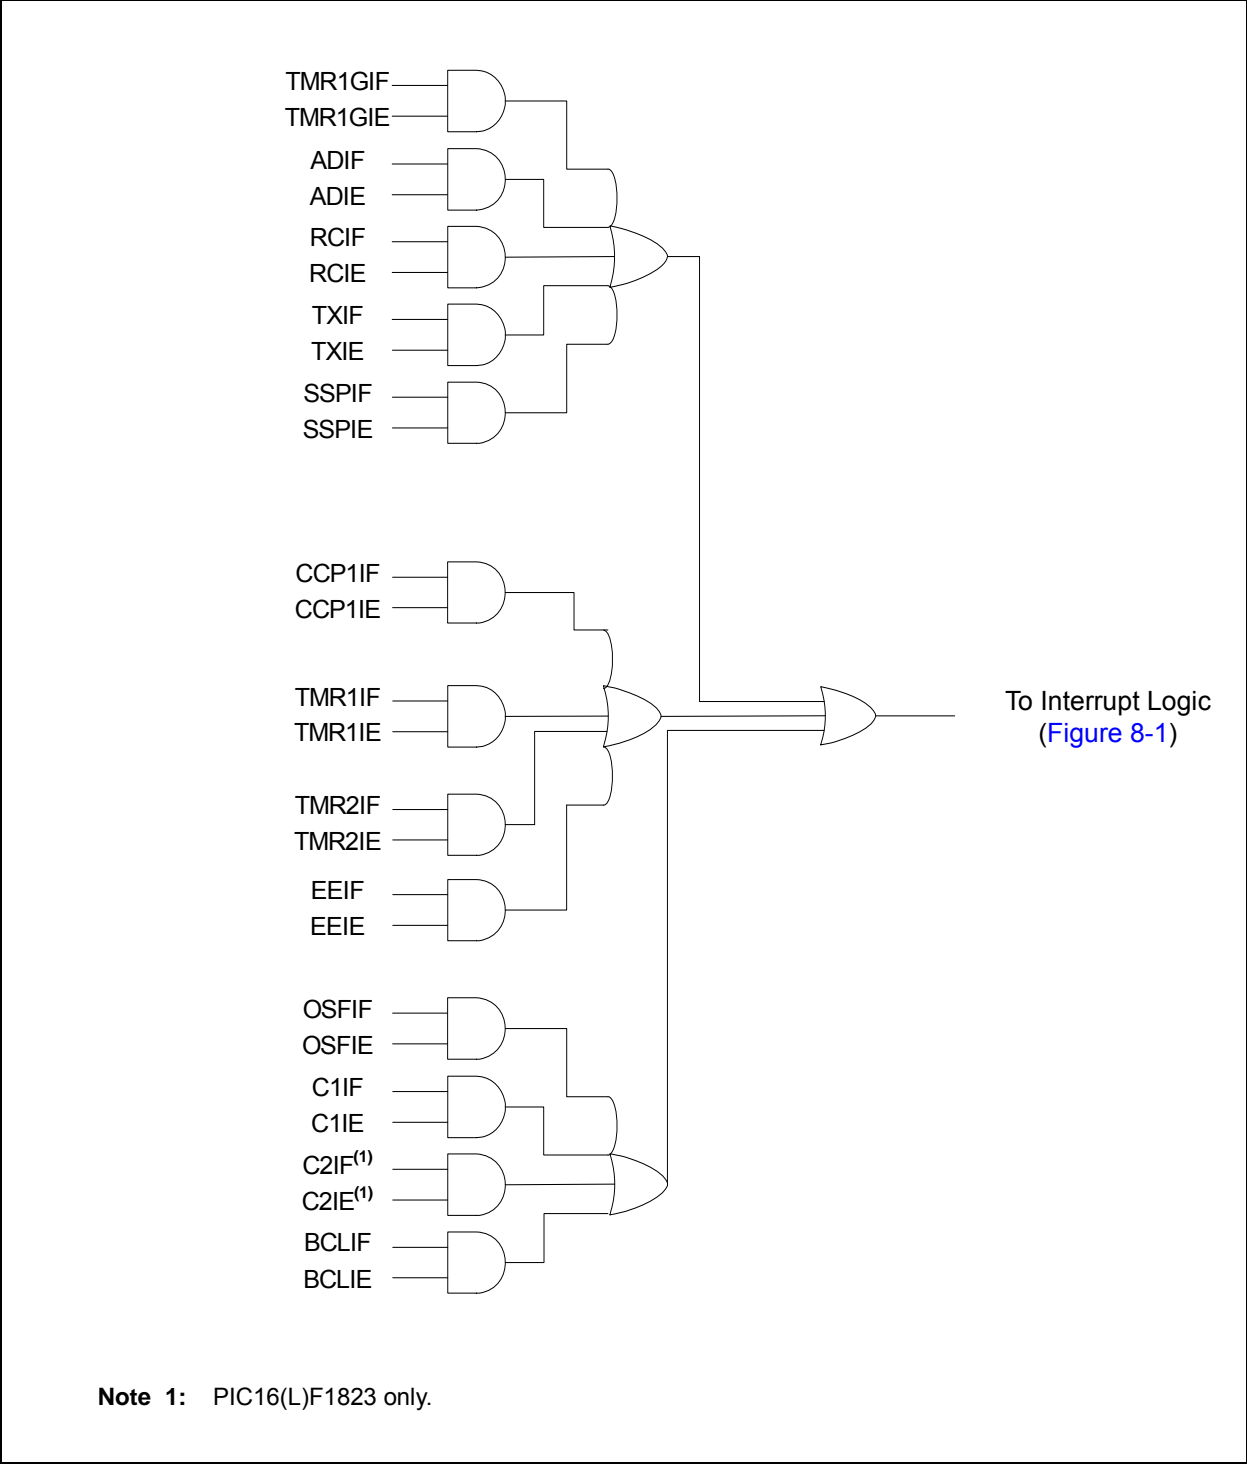 TMR1GIF
TMR1GIE
ADIF
ADIE
RCIF
RCIE
TXIF
TXIE
SSPIF
SSPIE
CCP1IF
CCP1IE
TMR1IF
TMR1IE
TMR2IF
TMR2IE
EEIF
EEIE
To Interrupt Logic
(Figure 8-1)
OSFIF
OSFIE
C1IF
C1IE
C2IF(1)
C2IE(1)
BCLIF
BCLIE
Note 1: PIC16(L)F1823 only.